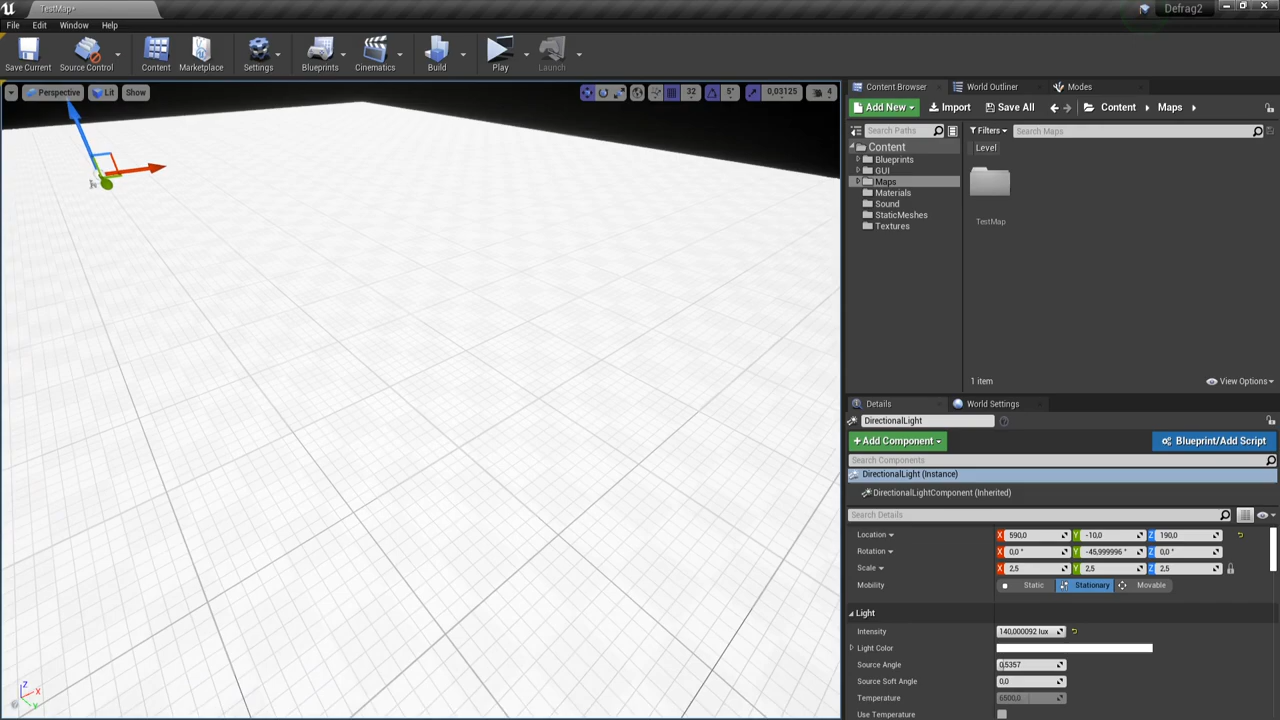 TestMap*
Defrag2
File Edit Window Help
Save Current Source Control Content Marketplace Settings Blueprints Cinematics Build Play Launch
Perspective Lit Show 32 5° 0,03125 4
Content Browser World Outliner Modes
Add New Import Save All Content Maps
Search Paths Filters Search Maps
Content Level
Blueprints
GUI
Maps
Materials
Sound
StaticMeshes
Textures
TestMap
1 item View Options
Details World Settings
DirectionalLight
+Add Component Blueprint/Add Script
Search Components
DirectionalLight (Instance)
DirectionalLightComponent (Inherited)
Search Details
Location X 590,0 Y -10,0 Z 190,0
Rotation X 0,0 ° Y -45,999996 ° Z 0,0 °
Scale X 2,5 Y 2,5 Z 2,5
Mobility Static Stationary Movable
Light
Intensity 140,000092 lux
Light Color
Source Angle 0,5357
Source Soft Angle 0,0
Temperature 6500,0
Use Temperature
Z
X
Y